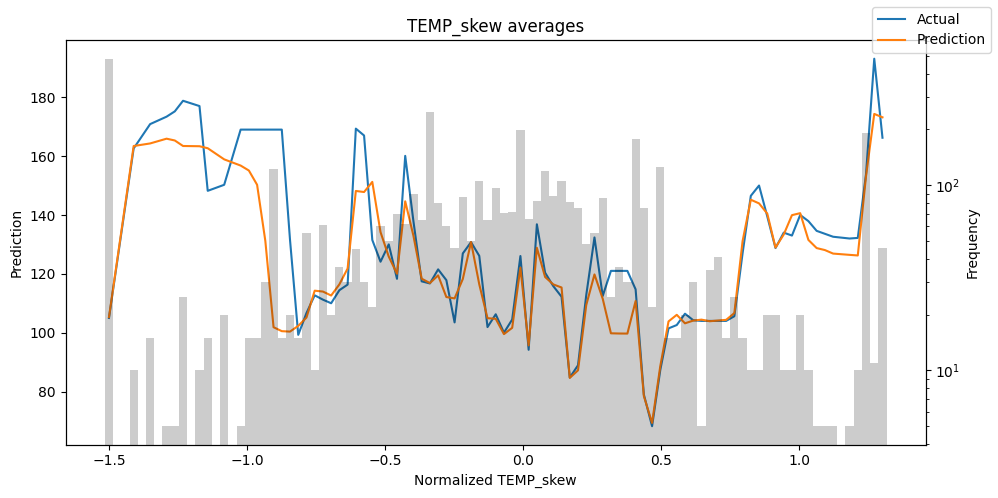 TEMP_skew averages
Actual
Prediction
Prediction
180
160
140
120
100
80
10²
10¹
Frequency
−1.5 −1.0 −0.5 0.0 0.5 1.0
Normalized TEMP_skew